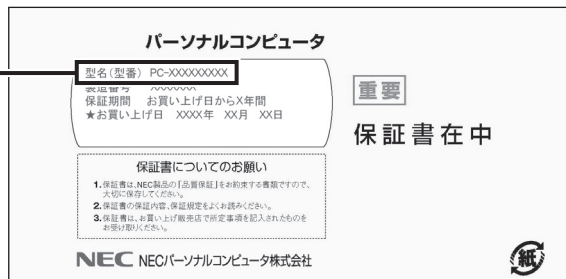 パーソナルコンピュータ
型名(型番) PC-XXXXXXXXX
製造番号 XXXXXXX
保証期間 お買い上げ日からX年間
★お買い上げ日 XXXX年 XX月 XX日
重要
保証書在中
保証書についてのお願い
1.保証書は、NEC製品の『品質保証』をお約束する書類ですので、
大切に保存してください。
2.保証書の保証内容、保証規定をよくお読みください。
3.保証書は、お買い上げ販売店で所定事項を記入されたものを
お受け取りください。
NEC NECパーソナルコンピュータ株式会社
紙